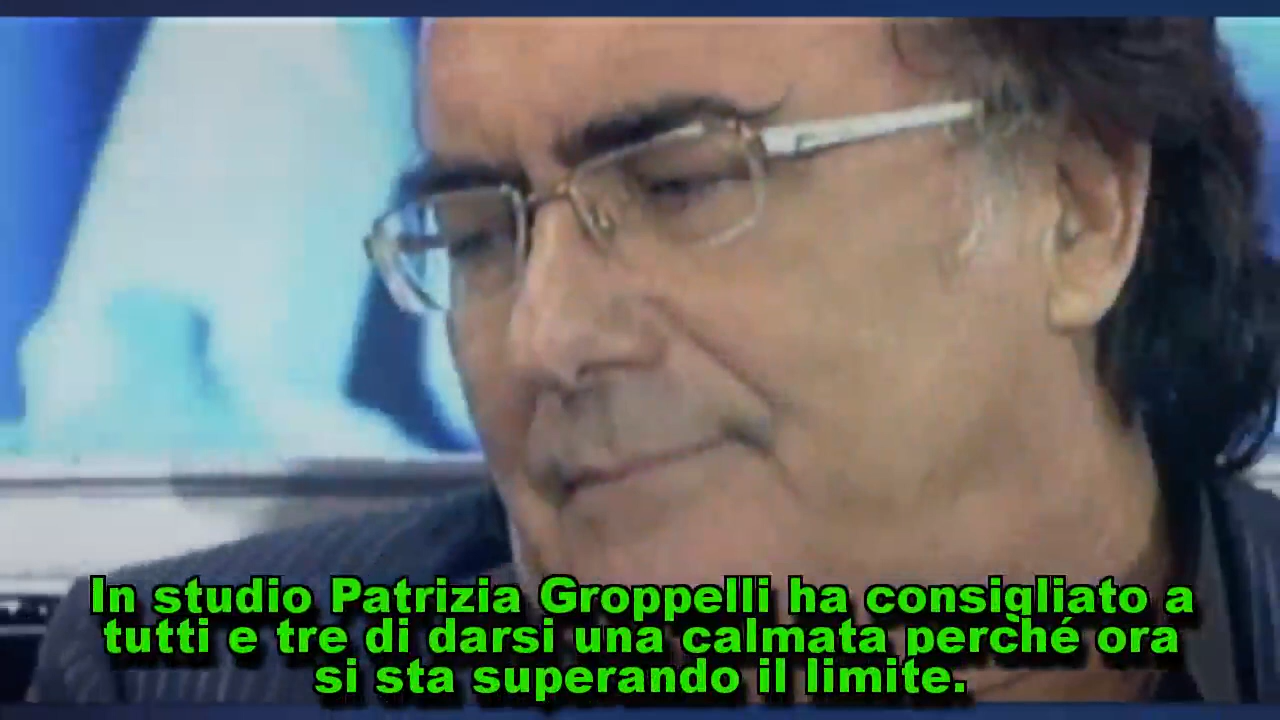 In studio Patrizia Groppelli ha consigliato a
tutti e tre di darsi una calmata perché ora
si sta superando il limite.